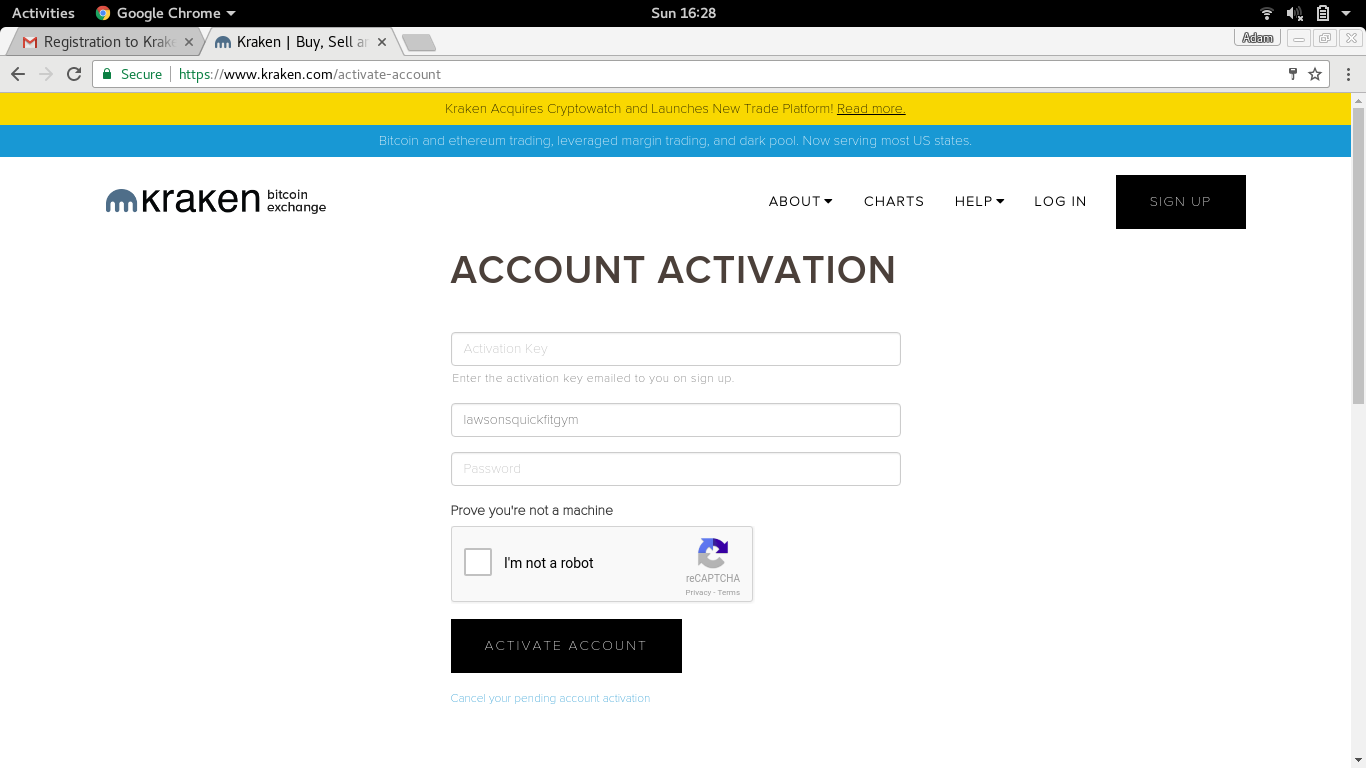 Activities Google Chrome Sun 16:28
Registration to Krake Kraken | Buy, Sell an Adam
Secure https://www.kraken.com/activate-account
Kraken Acquires Cryptowatch and Launches New Trade Platform! Read more.
Bitcoin and ethereum trading, leveraged margin trading, and dark pool. Now serving most US states.
kraken bitcoin exchange ABOUT CHARTS HELP LOG IN SIGN UP
ACCOUNT ACTIVATION
Activation Key
Enter the activation key emailed to you on sign up.
lawsonsquickfitgym
Password
Prove you're not a machine
I'm not a robot
reCAPTCHA
Privacy - Terms
ACTIVATE ACCOUNT
Cancel your pending account activation